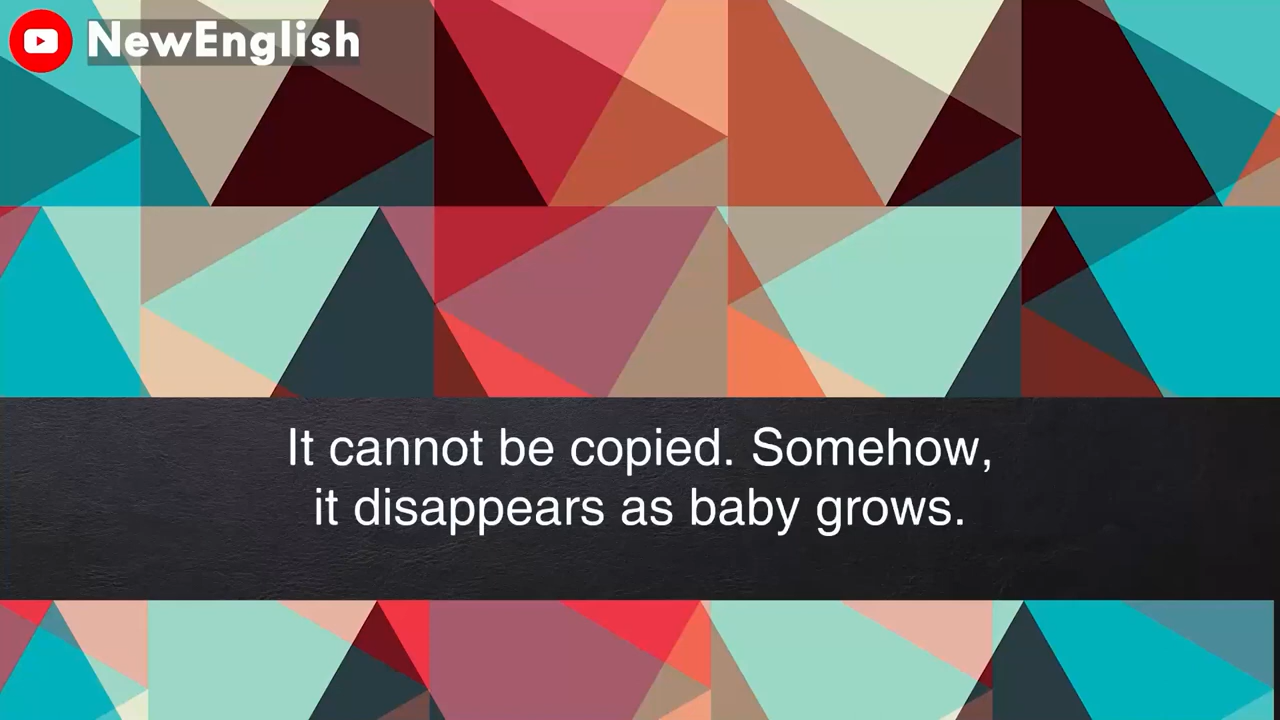 NewEnglish
It cannot be copied. Somehow,
it disappears as baby grows.